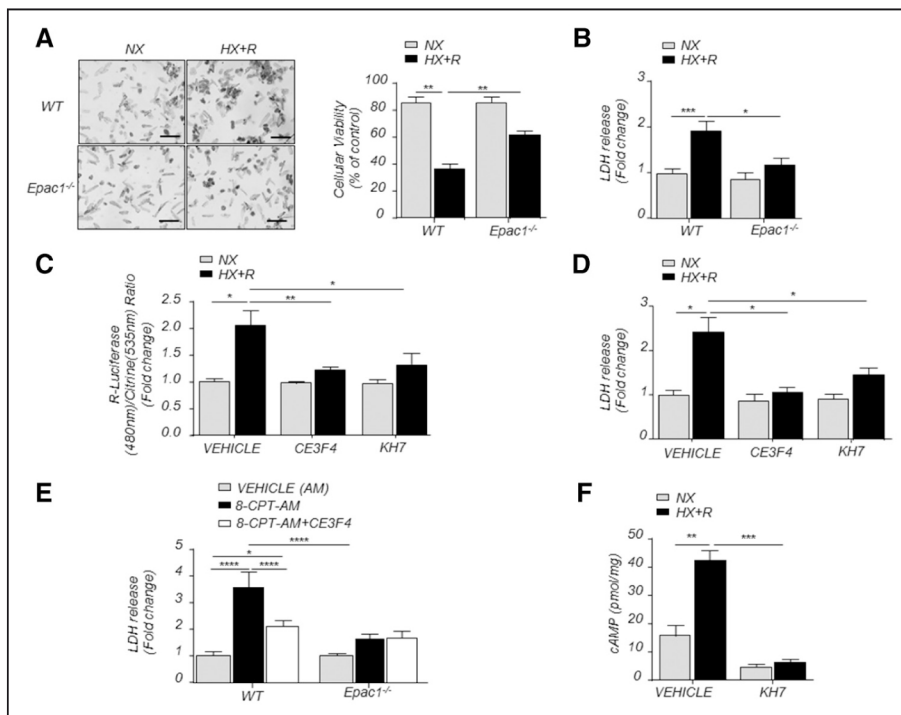 A
NX
HX+R
WT
Epac1-/-
NX
HX+R
Cellular Viability
(% of control)
100
80
60
40
20
0
**
**
WT
Epac1-/-
B
NX
HX+R
LDH release
(Fold change)
3
2
1
0
***
*
WT
Epac1-/-
C
NX
HX+R
R-Luciferase
(480nm)/Citrine(535nm) Ratio
(Fold change)
2.5
2.0
1.5
1.0
0.5
0.0
*
**
*
VEHICLE
CE3F4
KH7
D
NX
HX+R
LDH release
(Fold change)
3
2
1
0
*
*
*
VEHICLE
CE3F4
KH7
E
VEHICLE (AM)
8-CPT-AM
8-CPT-AM+CE3F4
LDH release
(Fold change)
5
4
3
2
1
0
****
*
****
****
WT
Epac1-/-
F
NX
HX+R
cAMP (pmol/mg)
50
40
30
20
10
0
**
***
VEHICLE
KH7